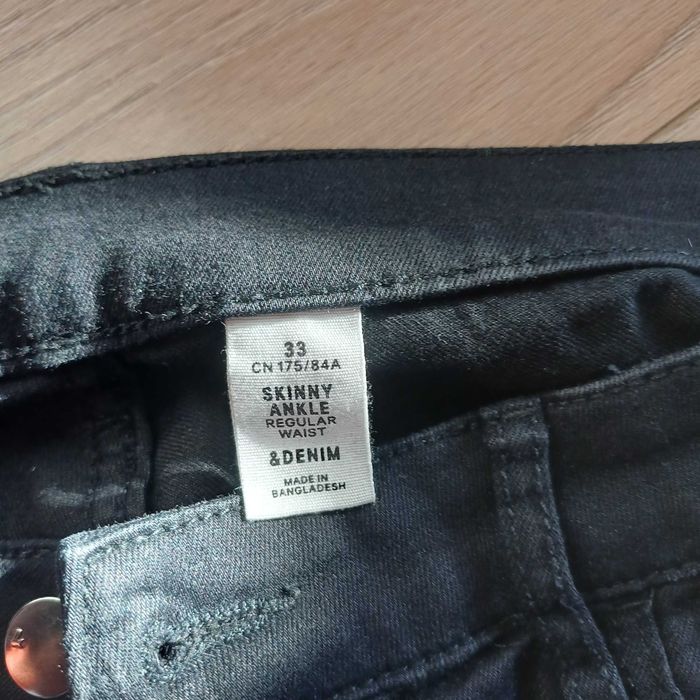 33
CN 175/84A
SKINNY
ANKLE
REGULAR
WAIST
&DENIM
MADE IN
BANGLADESH